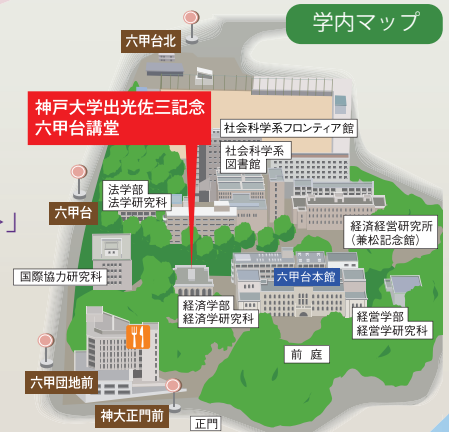 学内マップ
六甲台北
神戸大学出光佐三記念
六甲台講堂
社会科学系フロンティア館
社会科学系
図書館
法学部
法学研究科
六甲台
」
経済経営研究所
（兼松記念館）
国際協力研究科
六甲台本館
経済学部
経済学研究科
経営学部
経営学研究科
前 庭
六甲団地前
神大正門前
正門